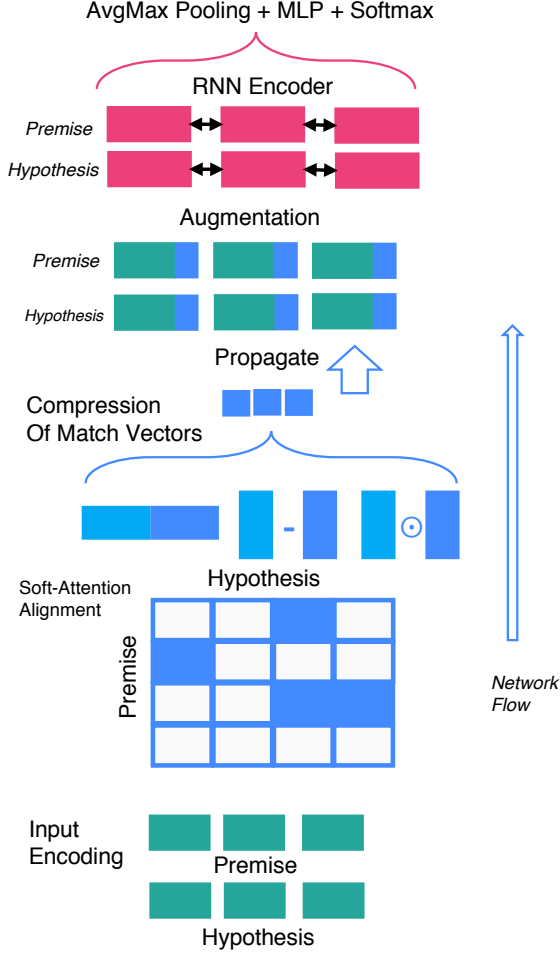 AvgMax Pooling + MLP + Softmax
RNN Encoder
Premise
Hypothesis
Augmentation
Premise
Hypothesis
Propagate
Compression
Of Match Vectors
-
Hypothesis
Soft-Attention
Alignment
Premise
Network
Flow
Input
Encoding
Premise
Hypothesis